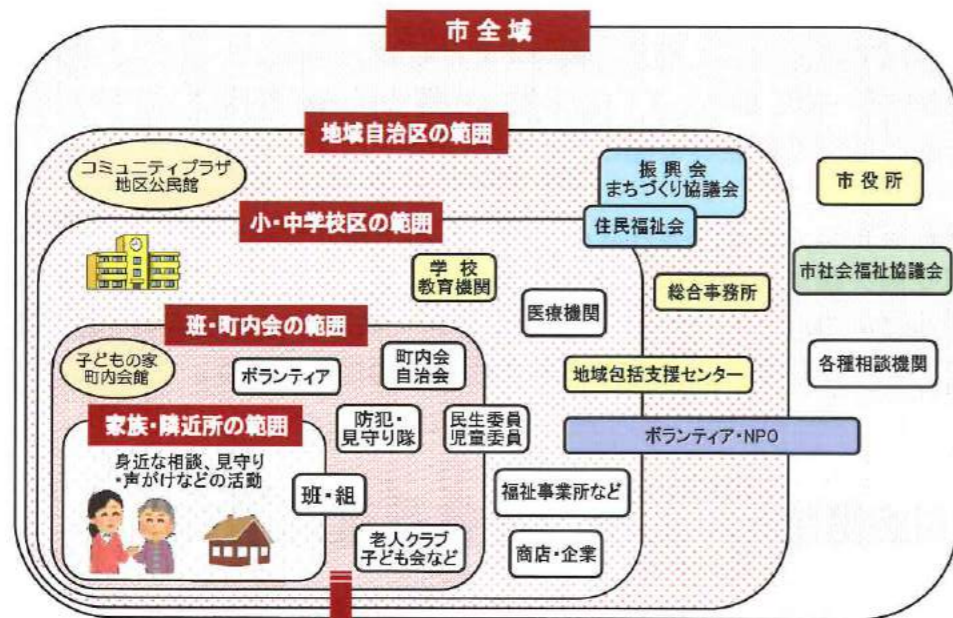 市全域
地域自治区の範囲
コミュニティプラザ
地区公民館
振興会
まちづくり協議会
市役所
小・中学校区の範囲
住民福祉会
学校
教育機関
市社会福祉協議会
総合事務所
医療機関
班・町内会の範囲
子どもの家
町内会館
ボランティア
町内会
自治会
地域包括支援センター
各種相談機関
家族・隣近所の範囲
防犯・
見守り隊
民生委員
児童委員
ボランティア・NPO
身近な相談、見守り
・声がけなどの活動
班・組
福祉事業所など
老人クラブ
子ども会など
商店・企業